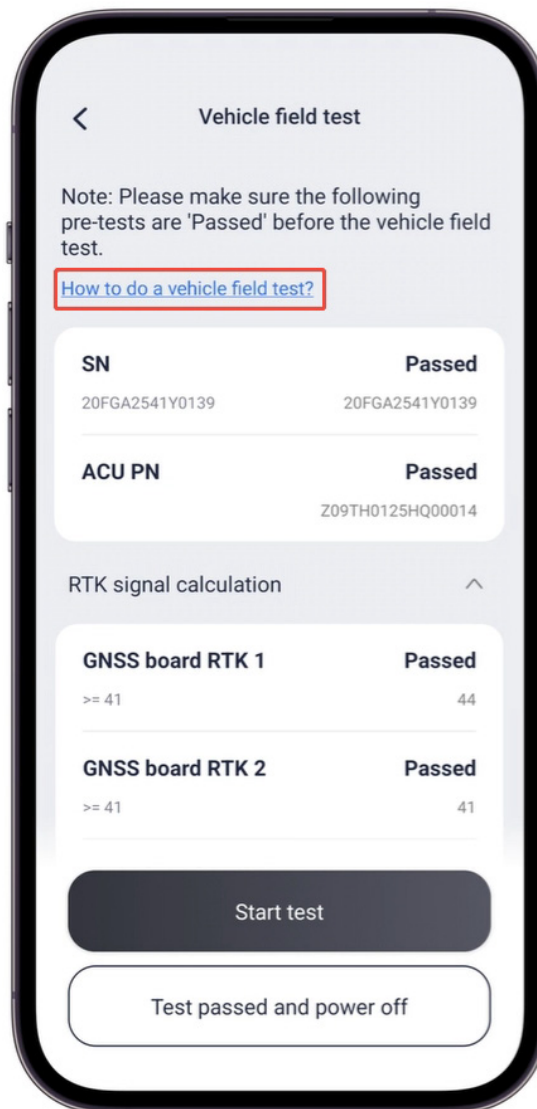 Vehicle field test
Note: Please make sure the following
pre-tests are 'Passed' before the vehicle field
test.
How to do a vehicle field test?
SN Passed
20FGA2541Y0139 20FGA2541Y0139
ACU PN Passed
Z09TH0125HQ00014
RTK signal calculation
GNSS board RTK 1 Passed
>= 41 44
GNSS board RTK 2 Passed
>= 41 41
Start test
Test passed and power off